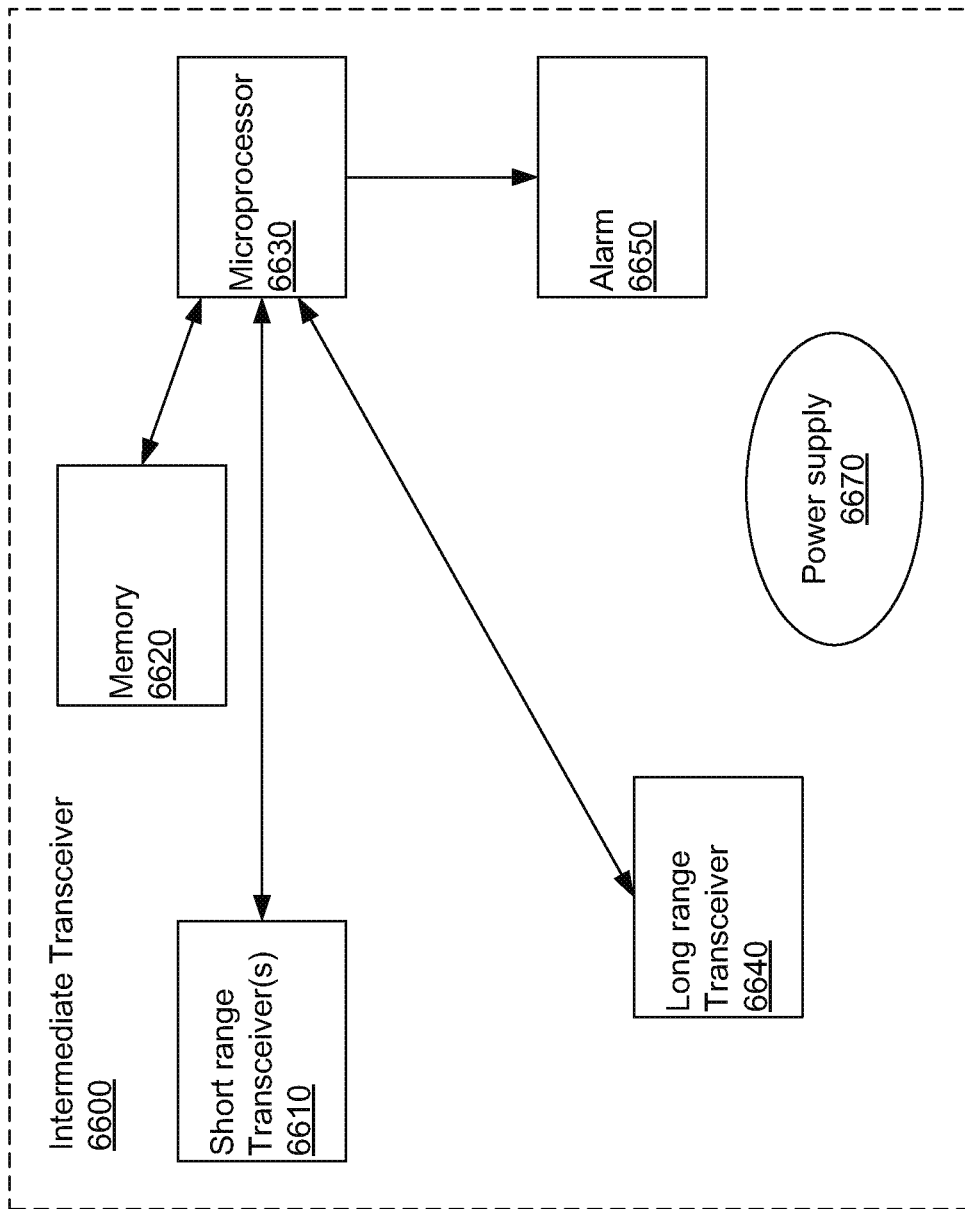 Intermediate Transceiver
6600
Memory
6620
Microprocessor
6630
Short range
Transceiver(s)
6610
Long range
Transceiver
6640
Alarm
6650
Power supply
6670